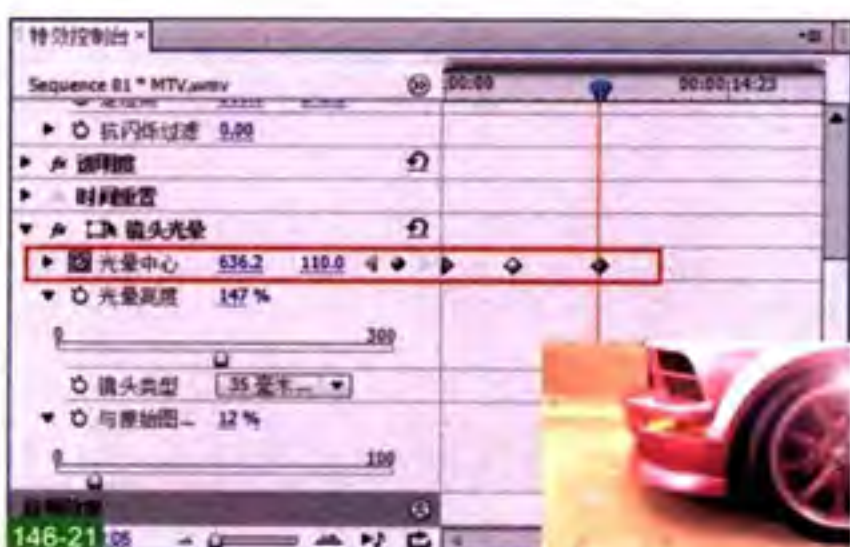 特效控制台 ×
Sequence 01 * MTV.wmv
00:00
00:00:14:23
抗闪烁过滤 0.00
透明度
时间重置
镜头光晕
光晕中心 636.2 110.0
光晕亮度 147 %
0 300
镜头类型 35 毫米...
与原始图... 12 %
0 100
146-21